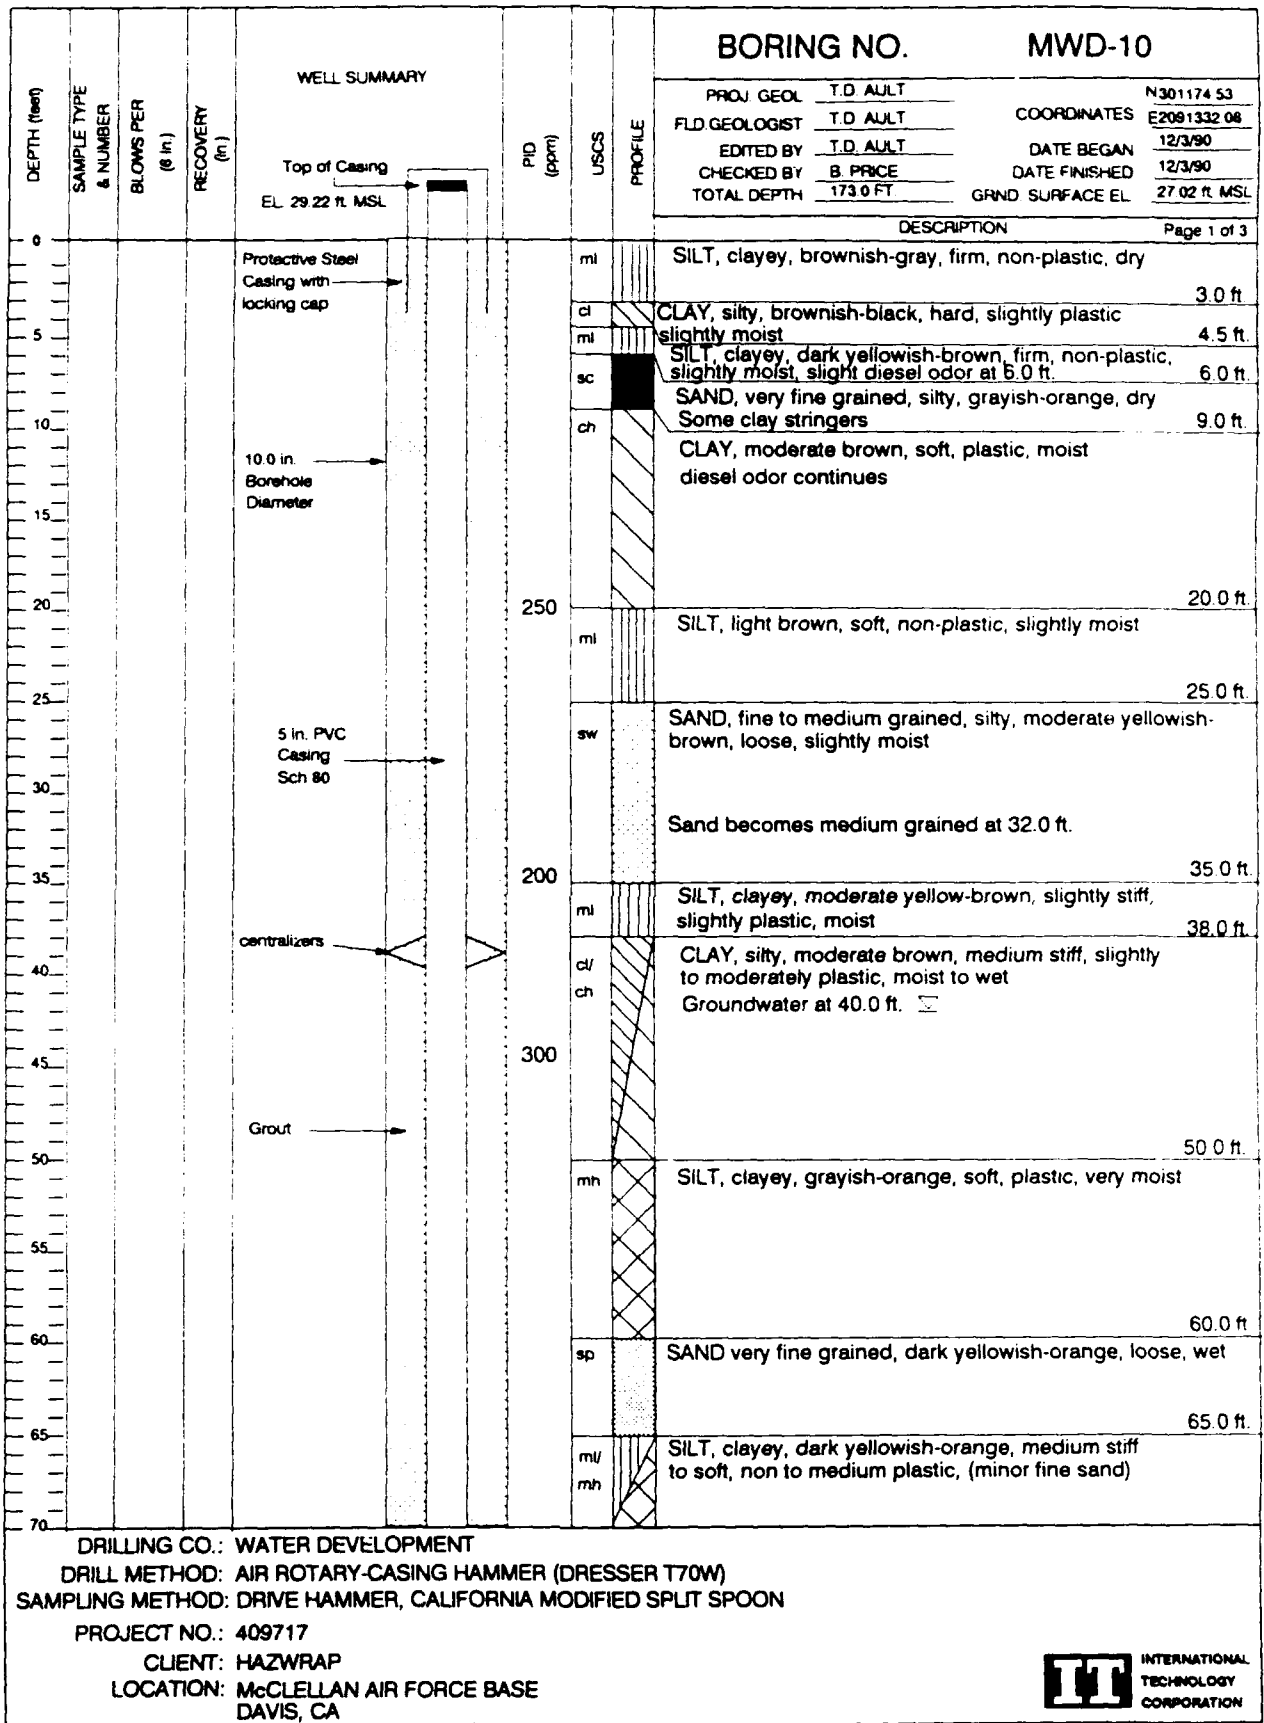 BORING NO. MWD-10
WELL SUMMARY
DEPTH (feet)
SAMPLE TYPE
& NUMBER
BLOWS PER
(6 in.)
RECOVERY
(in)
PID
(ppm)
USCS
PROFILE
PROJ. GEOL T.D. AULT
FLD.GEOLOGIST T.D. AULT
EDITED BY T.D. AULT
CHECKED BY B. PRICE
TOTAL DEPTH 173.0 FT
COORDINATES N301174.53
E2091332.06
DATE BEGAN 12/3/90
DATE FINISHED 12/3/90
GRND SURFACE EL 27.02 ft. MSL
Top of Casing
EL. 29.22 ft. MSL
DESCRIPTION Page 1 of 3
0
Protective Steel
Casing with
locking cap
ml SILT, clayey, brownish-gray, firm, non-plastic, dry
3.0 ft
cl CLAY, silty, brownish-black, hard, slightly plastic
slightly moist 4.5 ft.
5
ml SILT, clayey, dark yellowish-brown, firm, non-plastic,
slightly moist, slight diesel odor at 6.0 ft. 6.0 ft.
sc SAND, very fine grained, silty, grayish-orange, dry
Some clay stringers 9.0 ft.
10
ch CLAY, moderate brown, soft, plastic, moist
diesel odor continues
10.0 in.
Borehole
Diameter
15
20 250 20.0 ft.
ml SILT, light brown, soft, non-plastic, slightly moist
25 25.0 ft.
sw SAND, fine to medium grained, silty, moderate yellowish-
brown, loose, slightly moist
5 in. PVC
Casing
Sch 80
30
Sand becomes medium grained at 32.0 ft.
35 200 35.0 ft.
ml SILT, clayey, moderate yellow-brown, slightly stiff,
slightly plastic, moist 38.0 ft.
centralizers
40
cl/
ch
CLAY, silty, moderate brown, medium stiff, slightly
to moderately plastic, moist to wet
Groundwater at 40.0 ft.
45 300
Grout
50 50.0 ft.
mh SILT, clayey, grayish-orange, soft, plastic, very moist
55
60 60.0 ft
sp SAND very fine grained, dark yellowish-orange, loose, wet
65 65.0 ft.
ml/
mh
SILT, clayey, dark yellowish-orange, medium stiff
to soft, non to medium plastic, (minor fine sand)
70
DRILLING CO.: WATER DEVELOPMENT
DRILL METHOD: AIR ROTARY-CASING HAMMER (DRESSER T70W)
SAMPLING METHOD: DRIVE HAMMER, CALIFORNIA MODIFIED SPLIT SPOON
PROJECT NO.: 409717
CLIENT: HAZWRAP
LOCATION: McCLELLAN AIR FORCE BASE
DAVIS, CA
IT INTERNATIONAL
TECHNOLOGY
CORPORATION